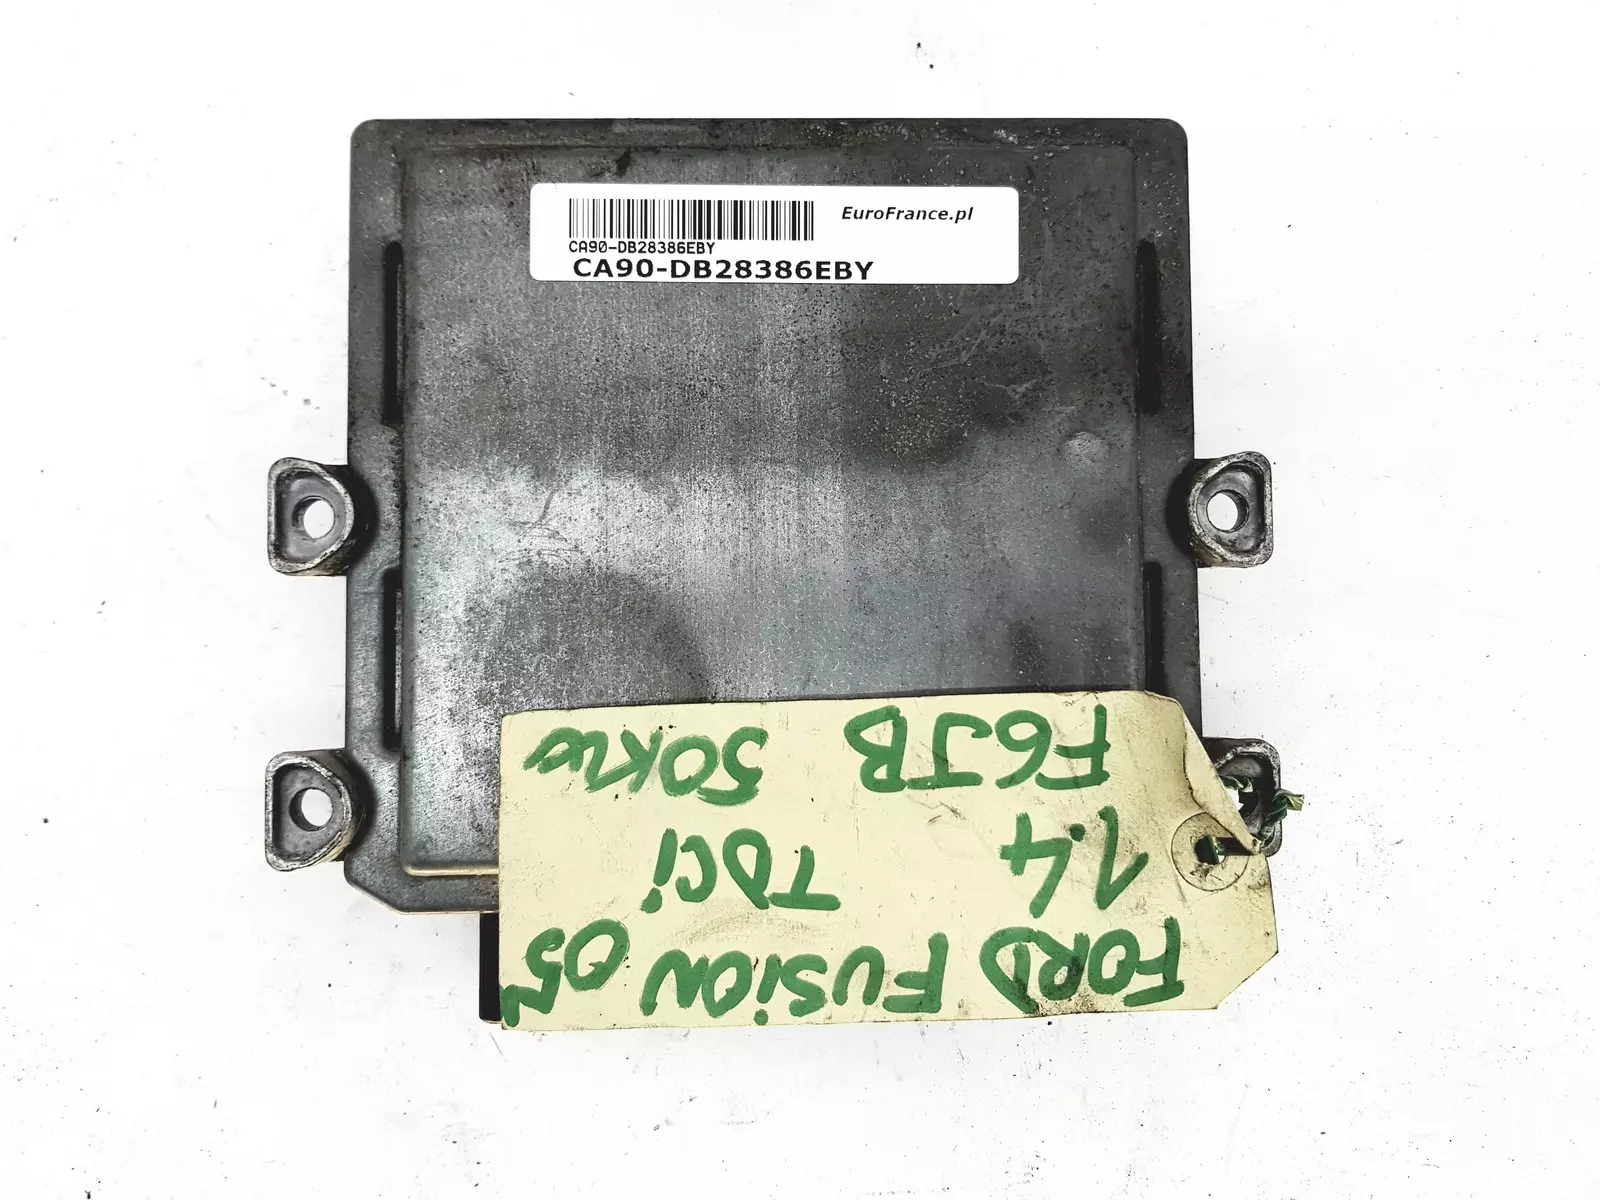 EuroFrance.pl
CA90-DB28386EBY
CA90-DB28386EBY
FORD FUSION 05"
1.4 TDCi
F6JB 50KW